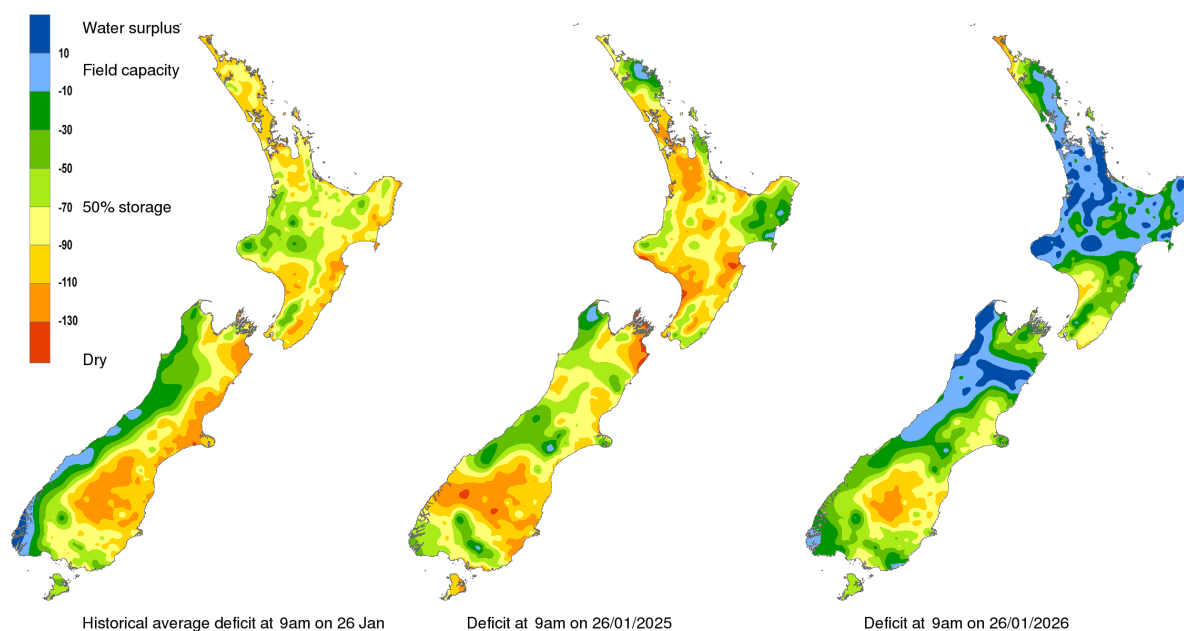 Water surplus
10
Field capacity
-10
-30
-50
-70
50% storage
-90
-110
-130
Dry
Historical average deficit at 9am on 26 Jan
Deficit at 9am on 26/01/2025
Deficit at 9am on 26/01/2026